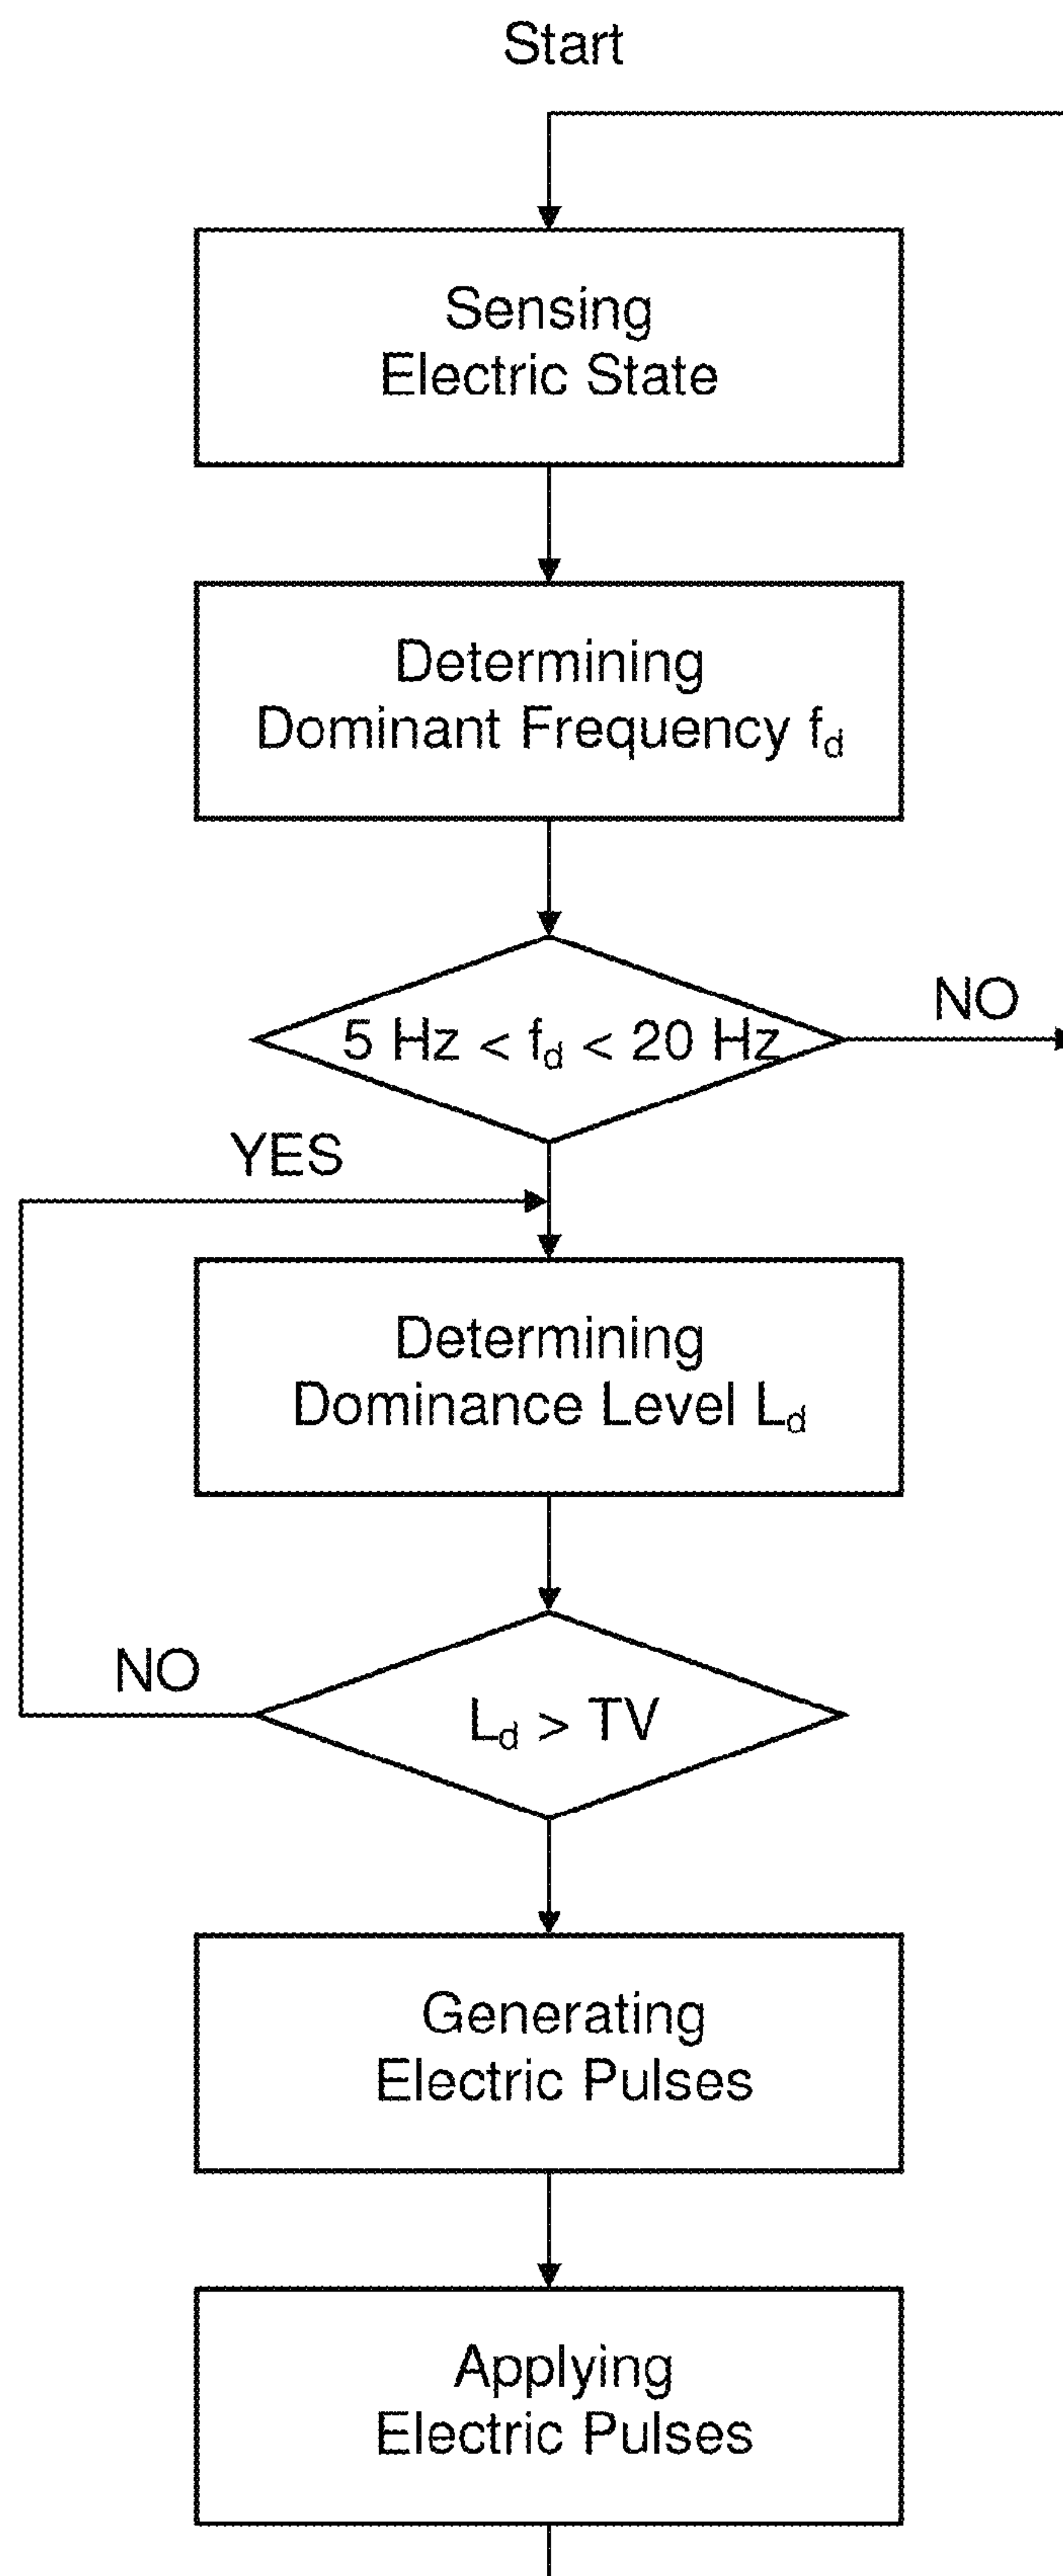 Start
Sensing
Electric State
Determining
Dominant Frequency fd
5 Hz < fd < 20 Hz
NO
YES
Determining
Dominance Level Ld
NO
Ld > TV
Generating
Electric Pulses
Applying
Electric Pulses